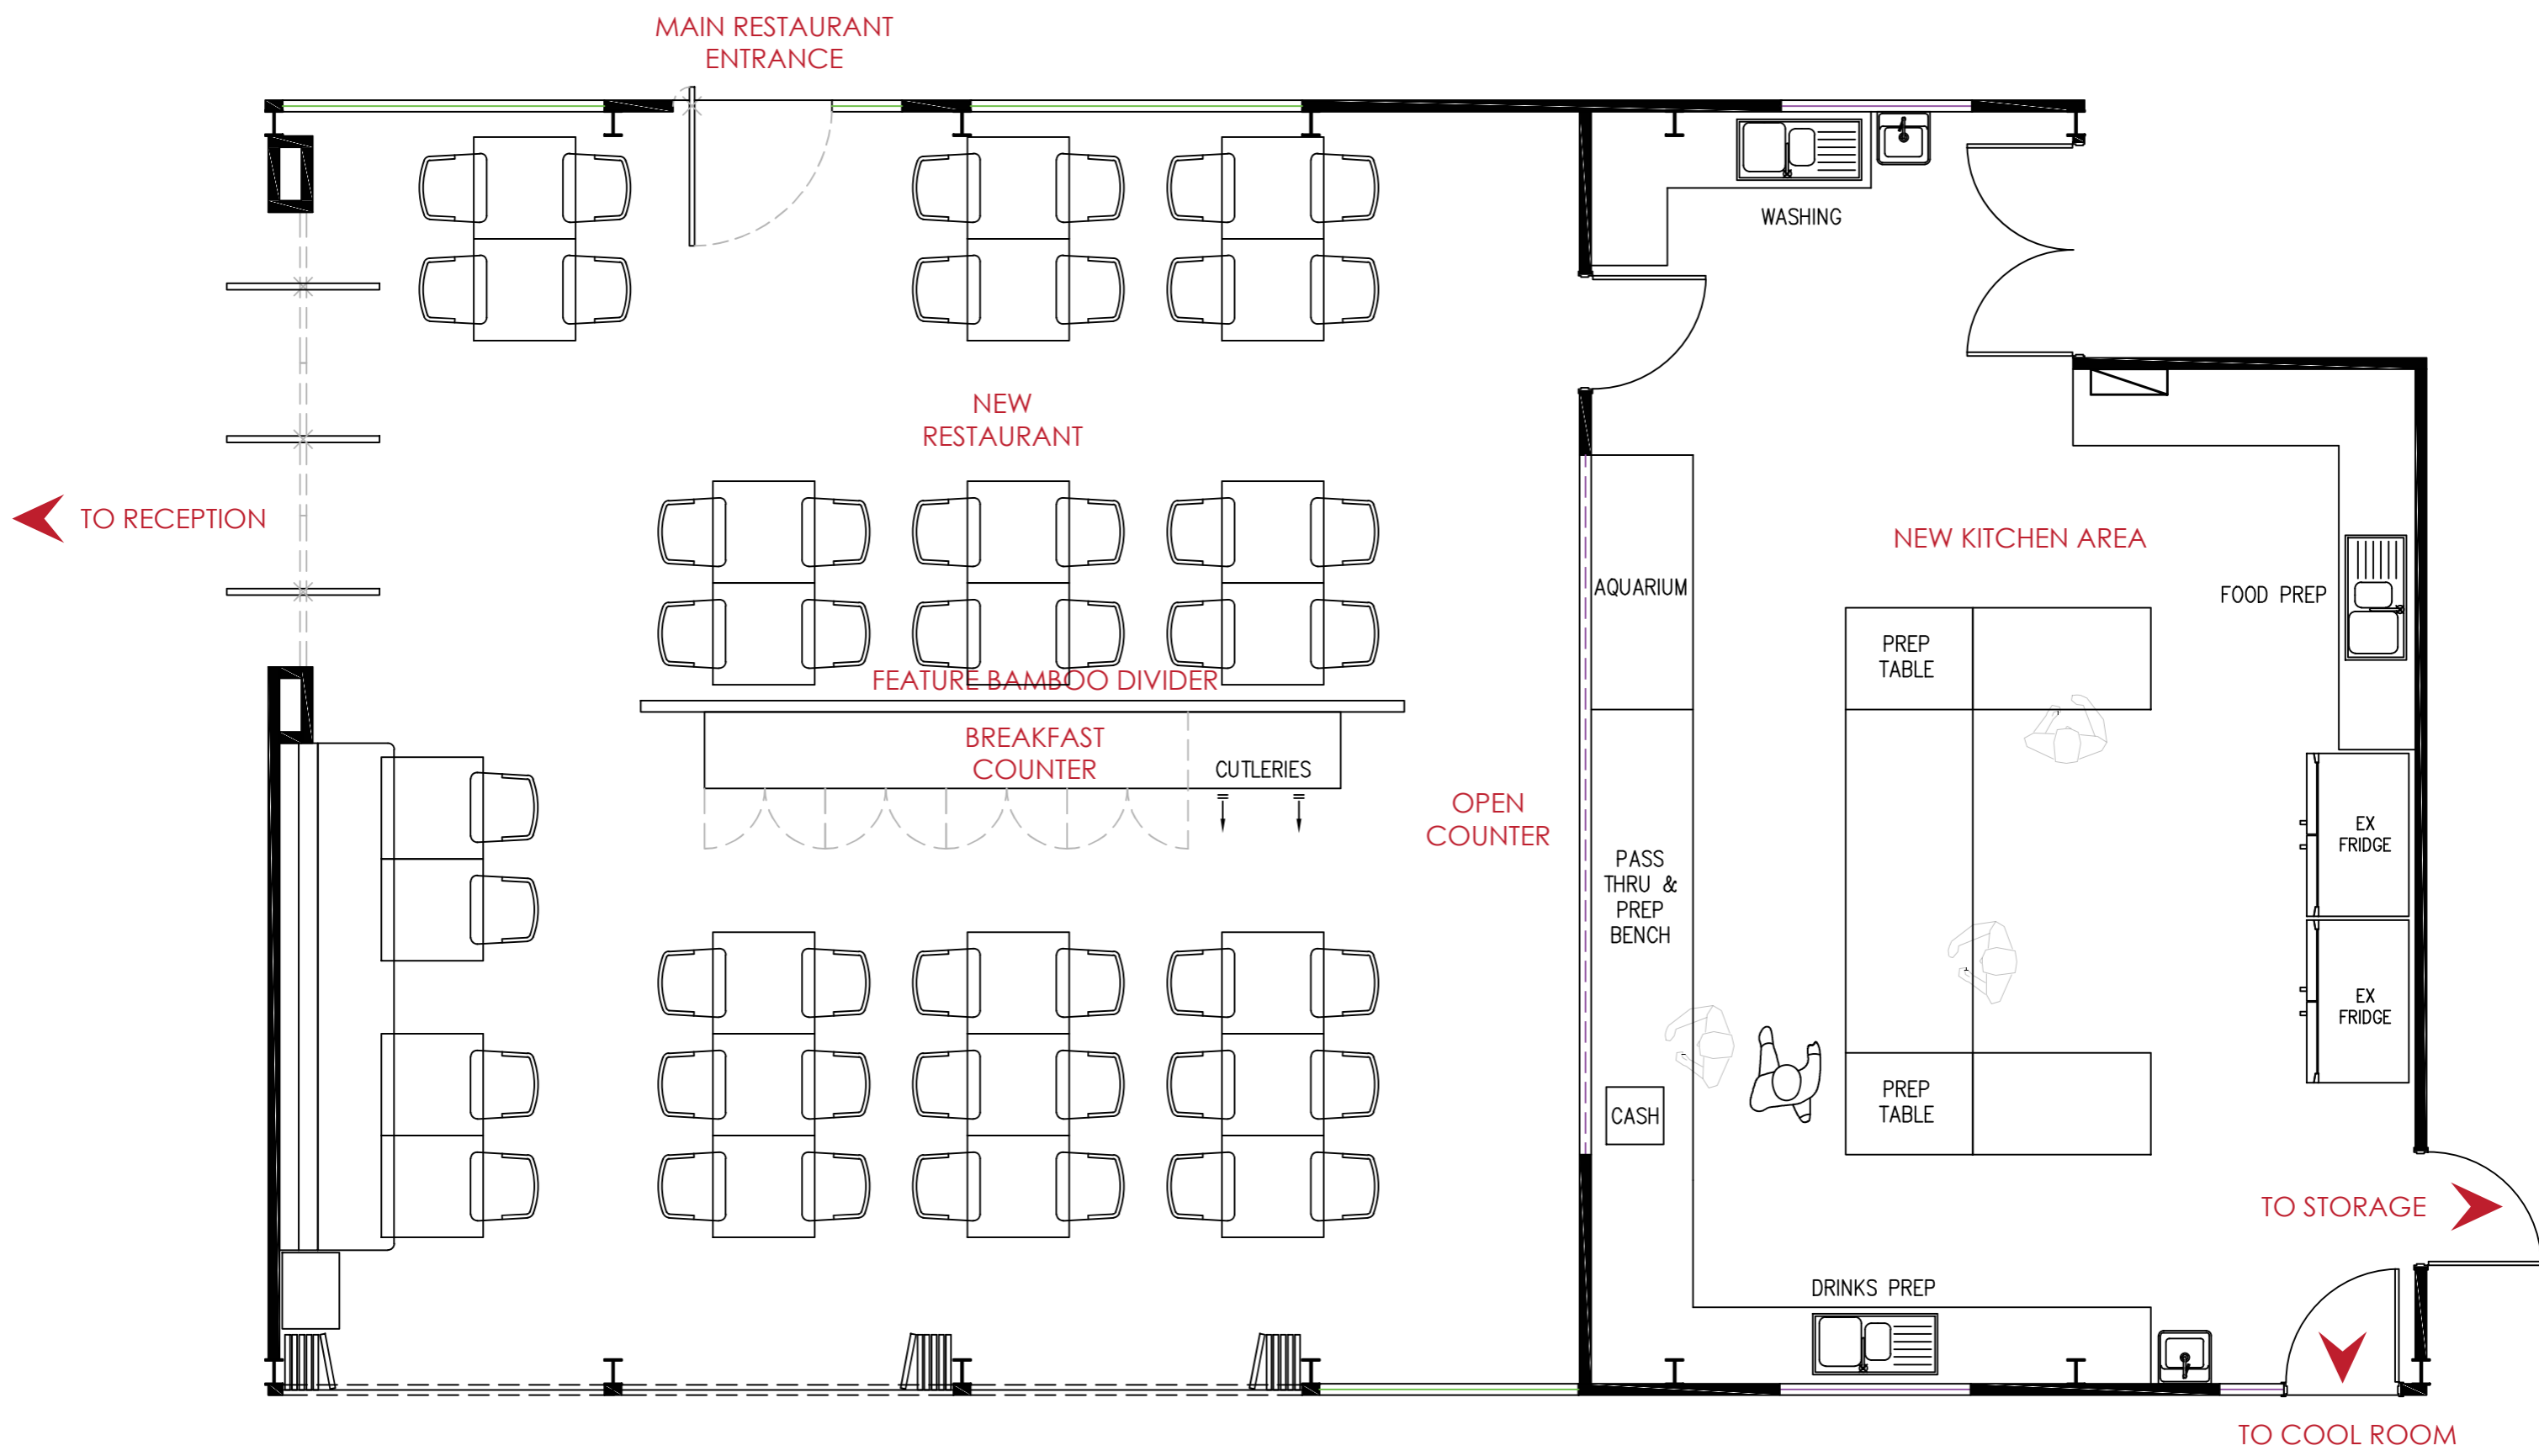 MAIN RESTAURANT
ENTRANCE
WASHING
NEW
RESTAURANT
TO RECEPTION
NEW KITCHEN AREA
AQUARIUM
FOOD PREP
PREP
TABLE
FEATURE BAMBOO DIVIDER
BREAKFAST
COUNTER
CUTLERIES
OPEN
COUNTER
PASS
THRU &
PREP
BENCH
EX
FRIDGE
EX
FRIDGE
CASH
PREP
TABLE
TO STORAGE
DRINKS PREP
TO COOL ROOM